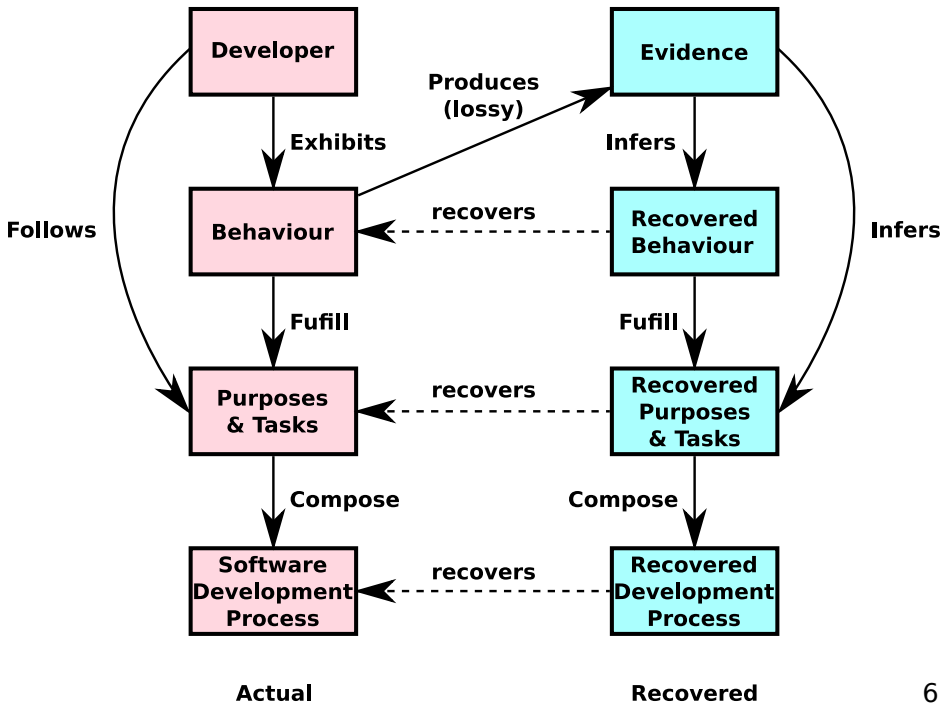 Developer
Evidence
Produces
(lossy)
Exhibits
Infers
Follows
Behaviour
recovers
Recovered
Behaviour
Infers
Fufill
Fufill
Purposes
& Tasks
recovers
Recovered
Purposes
& Tasks
Compose
Compose
Software
Development
Process
recovers
Recovered
Development
Process
Actual
Recovered
6